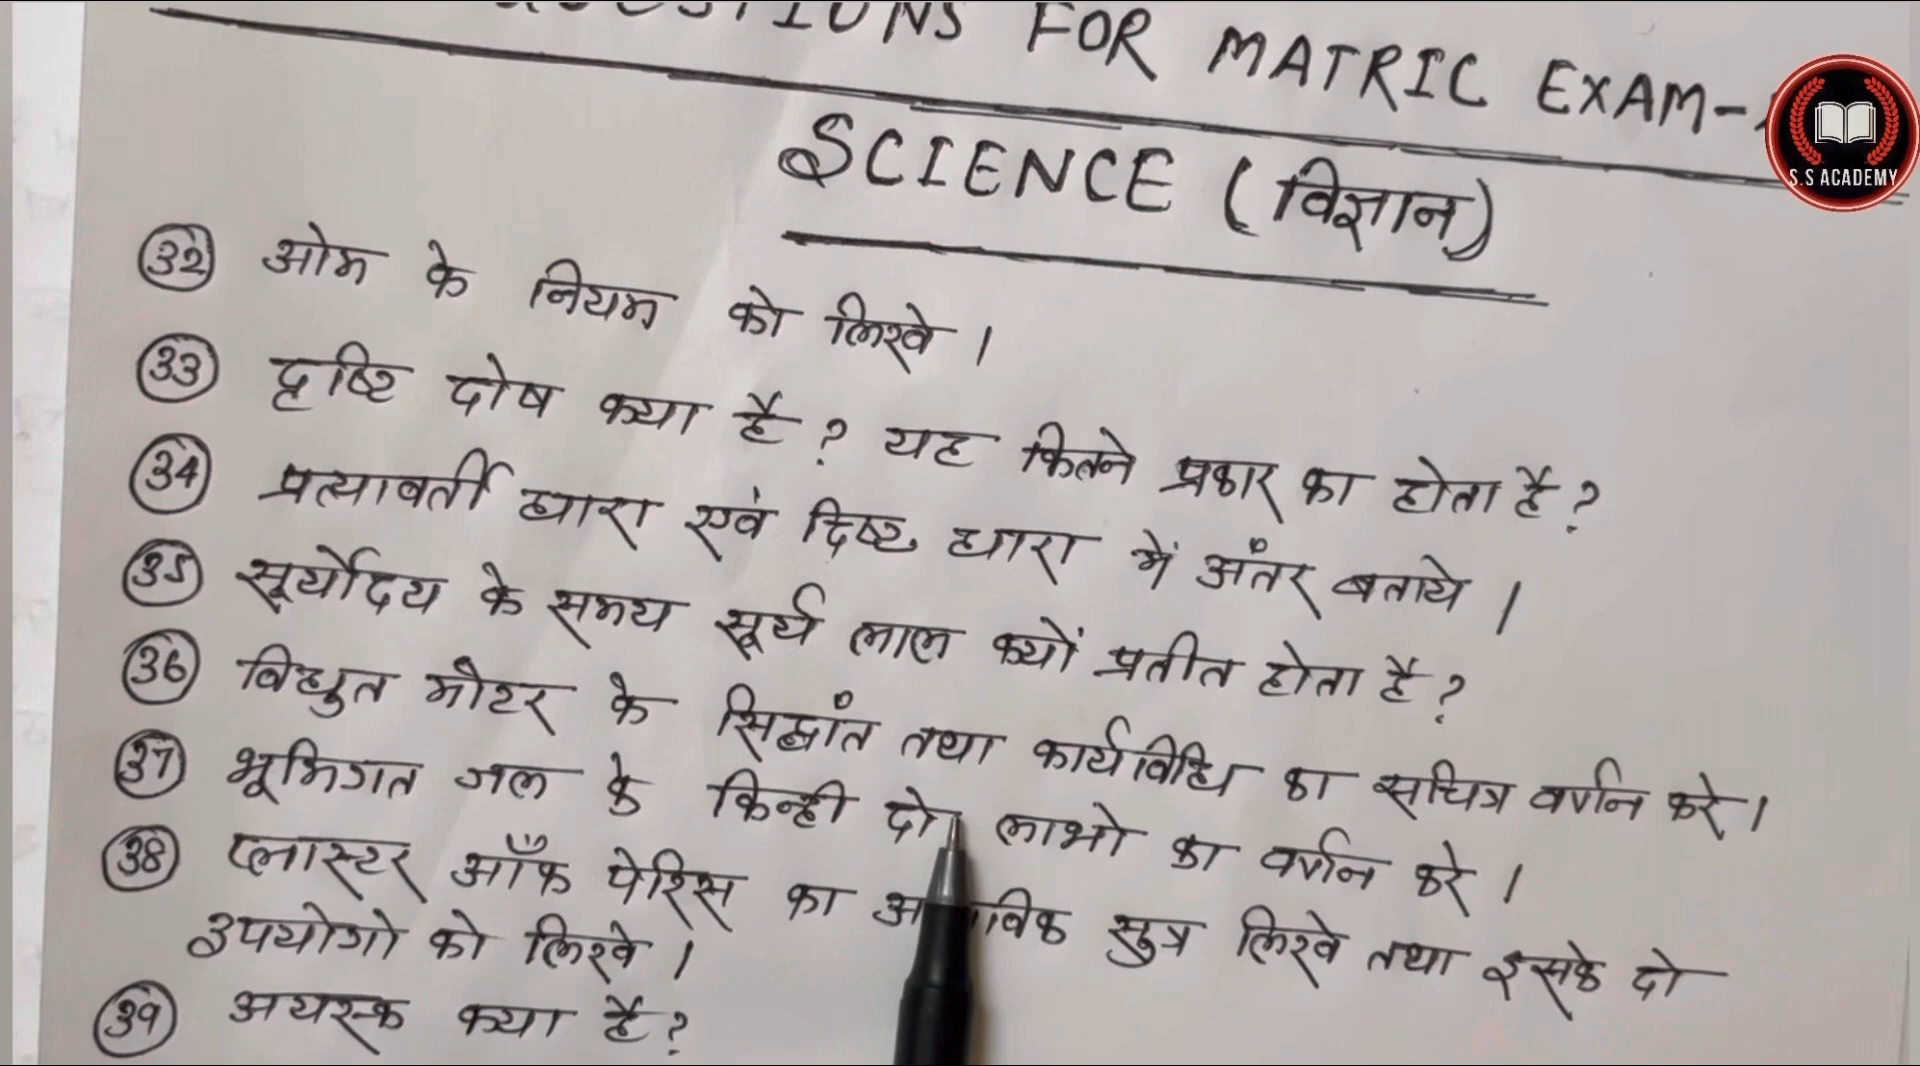 QUESTIONS FOR MATRIC EXAM-
SCIENCE (विज्ञान)
S.S ACADEMY
32 ओम के नियम को लिखे ।
33 दृष्टि दोष क्या है ? यह कितने प्रकार का होता है ?
34 प्रत्यावर्ती धारा एवं दिष्ट धारा में अंतर बताये ।
35 सूर्योदय के समय सूर्य लाल क्यों प्रतीत होता है ?
36 विधुत मोटर के सिद्धांत तथा कार्यविधि का सचित्र वर्णन करे ।
37 भूमिगत जल के किन्ही दो लाभो का वर्णन करे ।
38 प्लास्टर ऑफ पेरिस का सुत्र लिखे तथा इसके दो
उपयोगो को लिखे ।
39 अयस्क क्या है ?